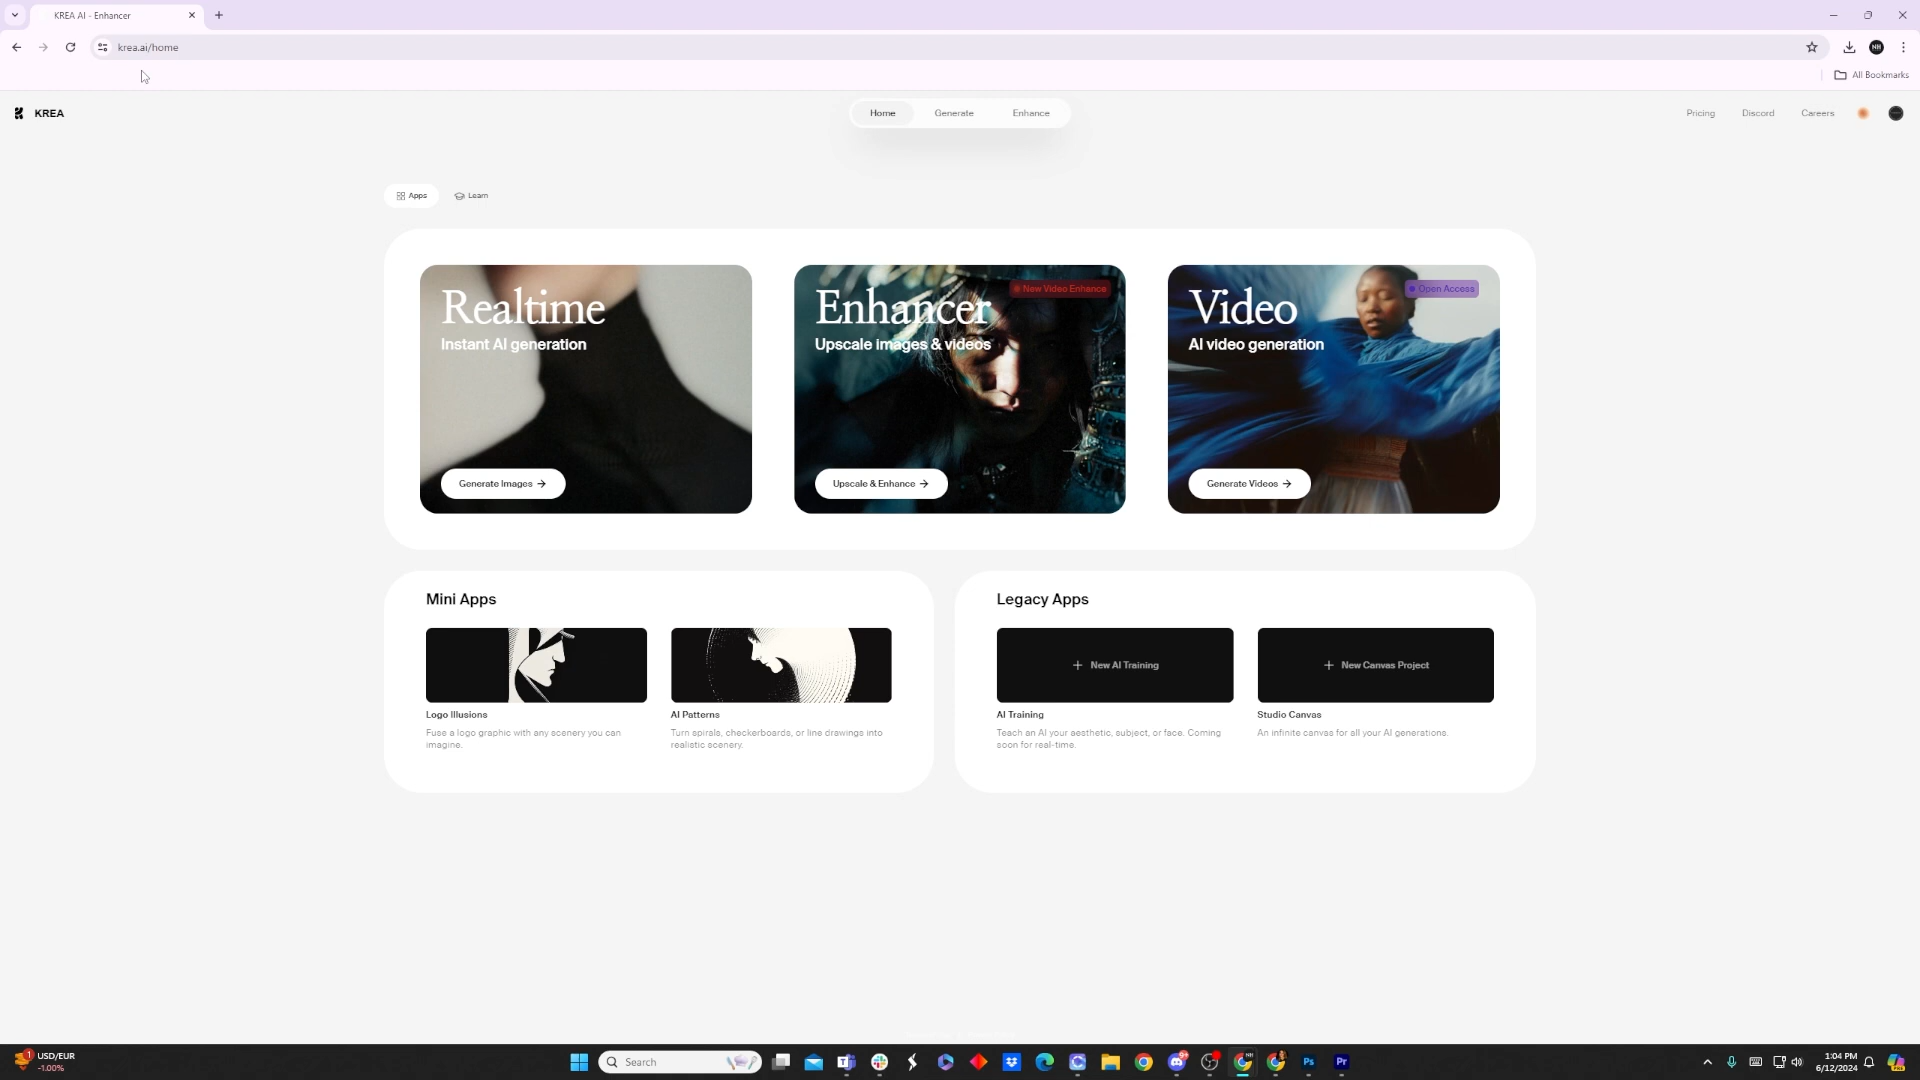 KREA AI - Enhancer
krea.ai/home
All Bookmarks
KREA
Home
Generate
Enhance
Pricing
Discord
Careers
Apps
Learn
Realtime
Instant AI generation
Generate Images
Enhancer
New Video Enhance
Upscale images & videos
Upscale & Enhance
Video
Open Access
AI video generation
Generate Videos
Mini Apps
Logo Illusions
Fuse a logo graphic with any scenery you can
imagine.
AI Patterns
Turn spirals, checkerboards, or line drawings into
realistic scenery.
Legacy Apps
New AI Training
AI Training
Teach an AI your aesthetic, subject, or face. Coming
soon for real-time.
New Canvas Project
Studio Canvas
An infinite canvas for all your AI generations.
1
USD/EUR
-1.00%
Search
Ps
Pr
1:04 PM
6/12/2024